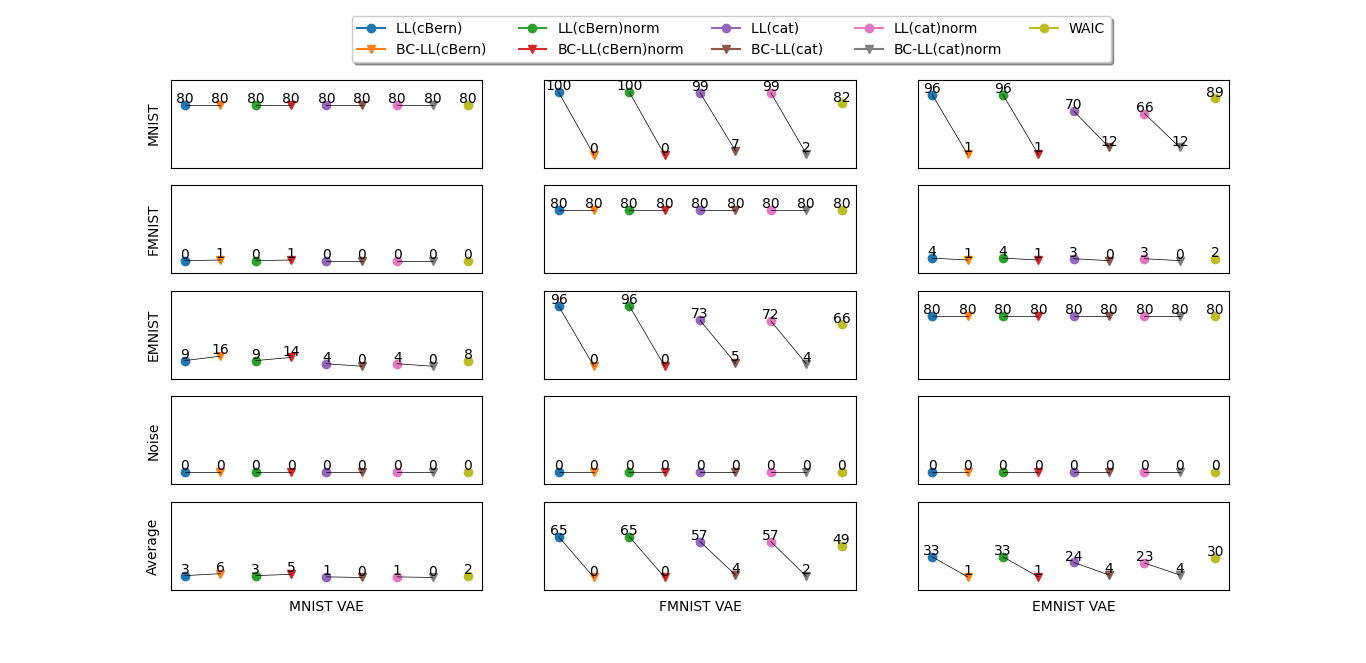 LL(cBern) LL(cBern)norm LL(cat) LL(cat)norm WAIC
BC-LL(cBern) BC-LL(cBern)norm BC-LL(cat) BC-LL(cat)norm
MNIST
80 80 80 80 80 80 80 80 80
100 0 100 0 99 7 99 2 82
96 1 96 1 70 12 66 12 89
FMNIST
0 1 0 1 0 0 0 0 0
80 80 80 80 80 80 80 80 80
4 1 4 1 3 0 3 0 2
EMNIST
9 16 9 14 4 0 4 0 8
96 0 96 0 73 5 72 4 66
80 80 80 80 80 80 80 80 80
Noise
0 0 0 0 0 0 0 0 0
0 0 0 0 0 0 0 0 0
0 0 0 0 0 0 0 0 0
Average
3 6 3 5 1 0 1 0 2
65 0 65 0 57 4 57 2 49
33 1 33 1 24 4 23 4 30
MNIST VAE
FMNIST VAE
EMNIST VAE